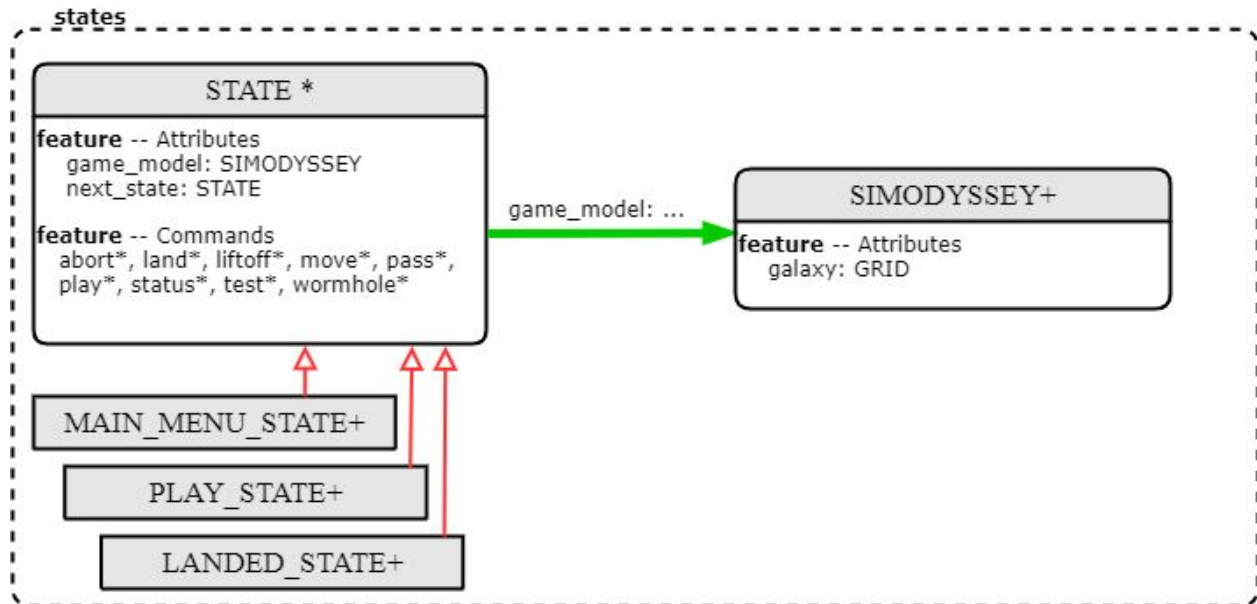 states
STATE *
feature -- Attributes
game_model: SIMODYSSEY
next_state: STATE
feature -- Commands
abort*, land*, liftoff*, move*, pass*,
play*, status*, test*, wormhole*
game_model: ...
SIMODYSSEY+
feature -- Attributes
galaxy: GRID
MAIN_MENU_STATE+
PLAY_STATE+
LANDED_STATE+